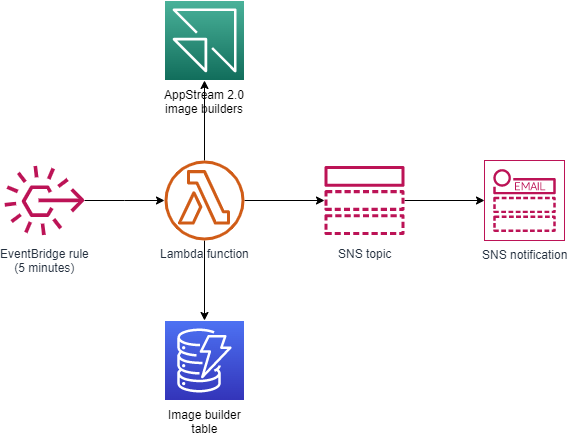 AppStream 2.0
image builders
EMAIL
EventBridge rule
(5 minutes)
Lambda function
SNS topic
SNS notification
Image builder
table